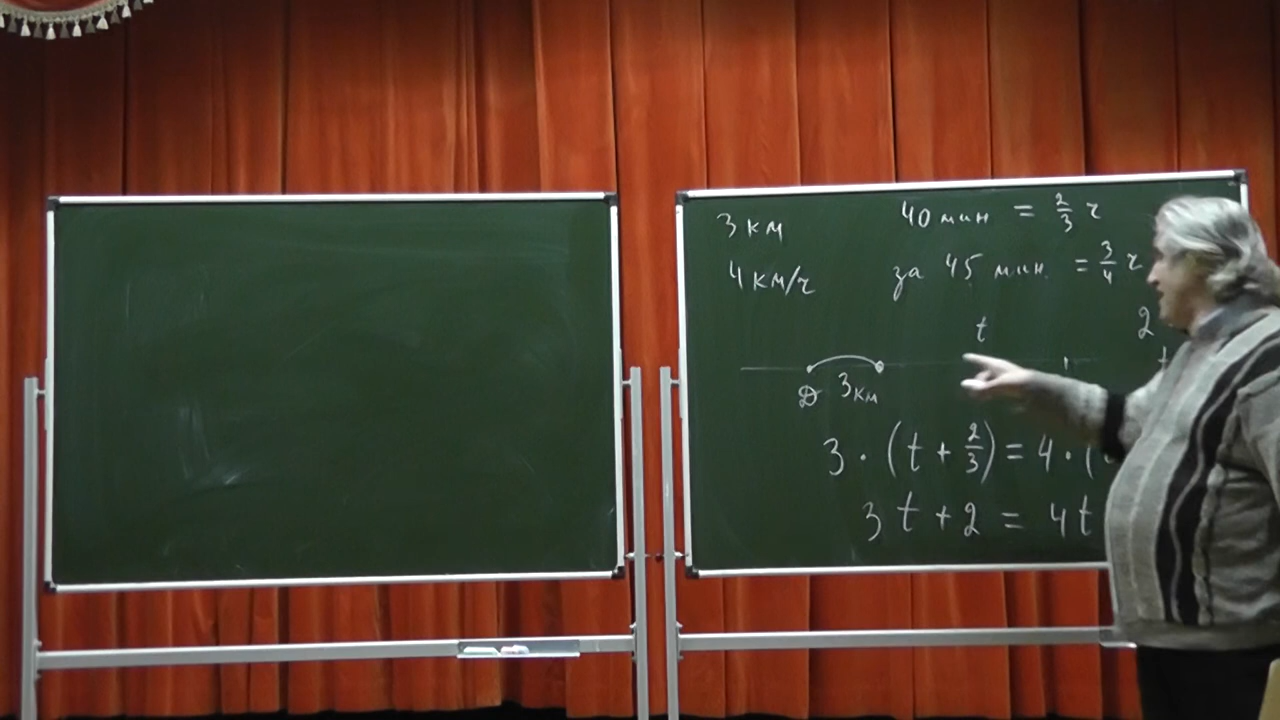 3 км 40 мин = 2/3 ч
4 км/ч за 45 мин. = 3/4 ч
t 2
Д 3км
3 · (t + 2/3) = 4 · (
3 t + 2 = 4 t